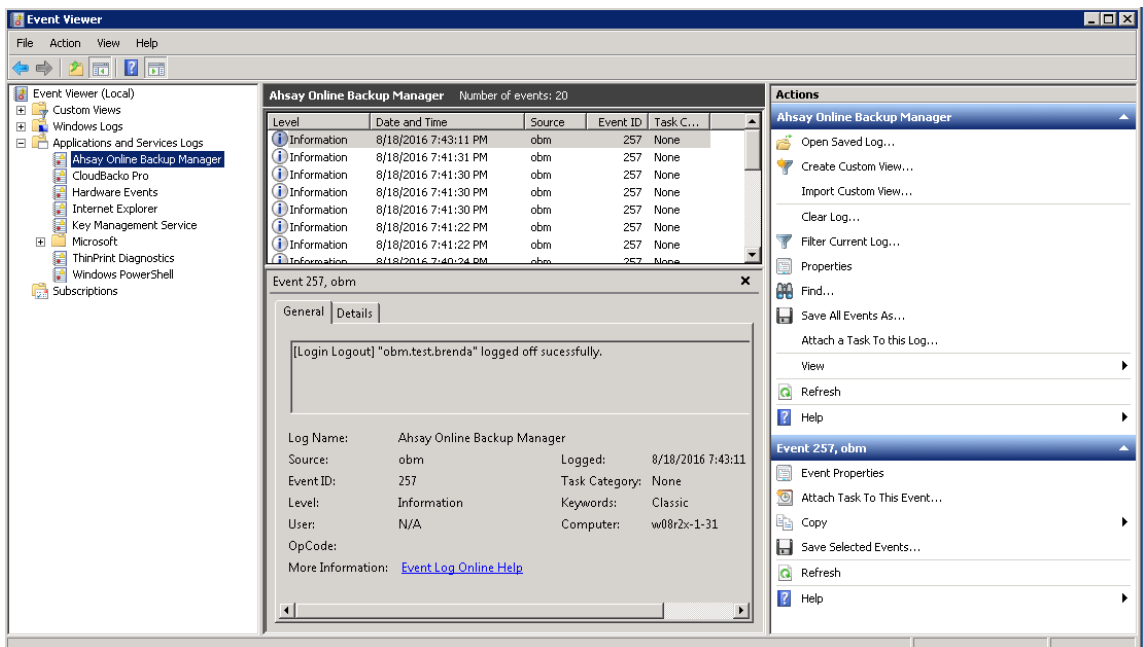 Event Viewer
File Action View Help
Event Viewer (Local)
Custom Views
Windows Logs
Applications and Services Logs
Ahsay Online Backup Manager
CloudBacko Pro
Hardware Events
Internet Explorer
Key Management Service
Microsoft
ThinPrint Diagnostics
Windows PowerShell
Subscriptions
Ahsay Online Backup Manager Number of events: 20
Level Date and Time Source Event ID Task C...
Information 8/18/2016 7:43:11 PM obm 257 None
Information 8/18/2016 7:41:31 PM obm 257 None
Information 8/18/2016 7:41:30 PM obm 257 None
Information 8/18/2016 7:41:30 PM obm 257 None
Information 8/18/2016 7:41:30 PM obm 257 None
Information 8/18/2016 7:41:22 PM obm 257 None
Information 8/18/2016 7:41:22 PM obm 257 None
Information 8/18/2016 7:40:24 PM obm 257 None
Event 257, obm
General Details
[Login Logout] "obm.test.brenda" logged off sucessfully.
Log Name: Ahsay Online Backup Manager
Source: obm Logged: 8/18/2016 7:43:11
Event ID: 257 Task Category: None
Level: Information Keywords: Classic
User: N/A Computer: w08r2x-1-31
OpCode:
More Information: Event Log Online Help
Actions
Ahsay Online Backup Manager
Open Saved Log...
Create Custom View...
Import Custom View...
Clear Log...
Filter Current Log...
Properties
Find...
Save All Events As...
Attach a Task To this Log...
View
Refresh
Help
Event 257, obm
Event Properties
Attach Task To This Event...
Copy
Save Selected Events...
Refresh
Help